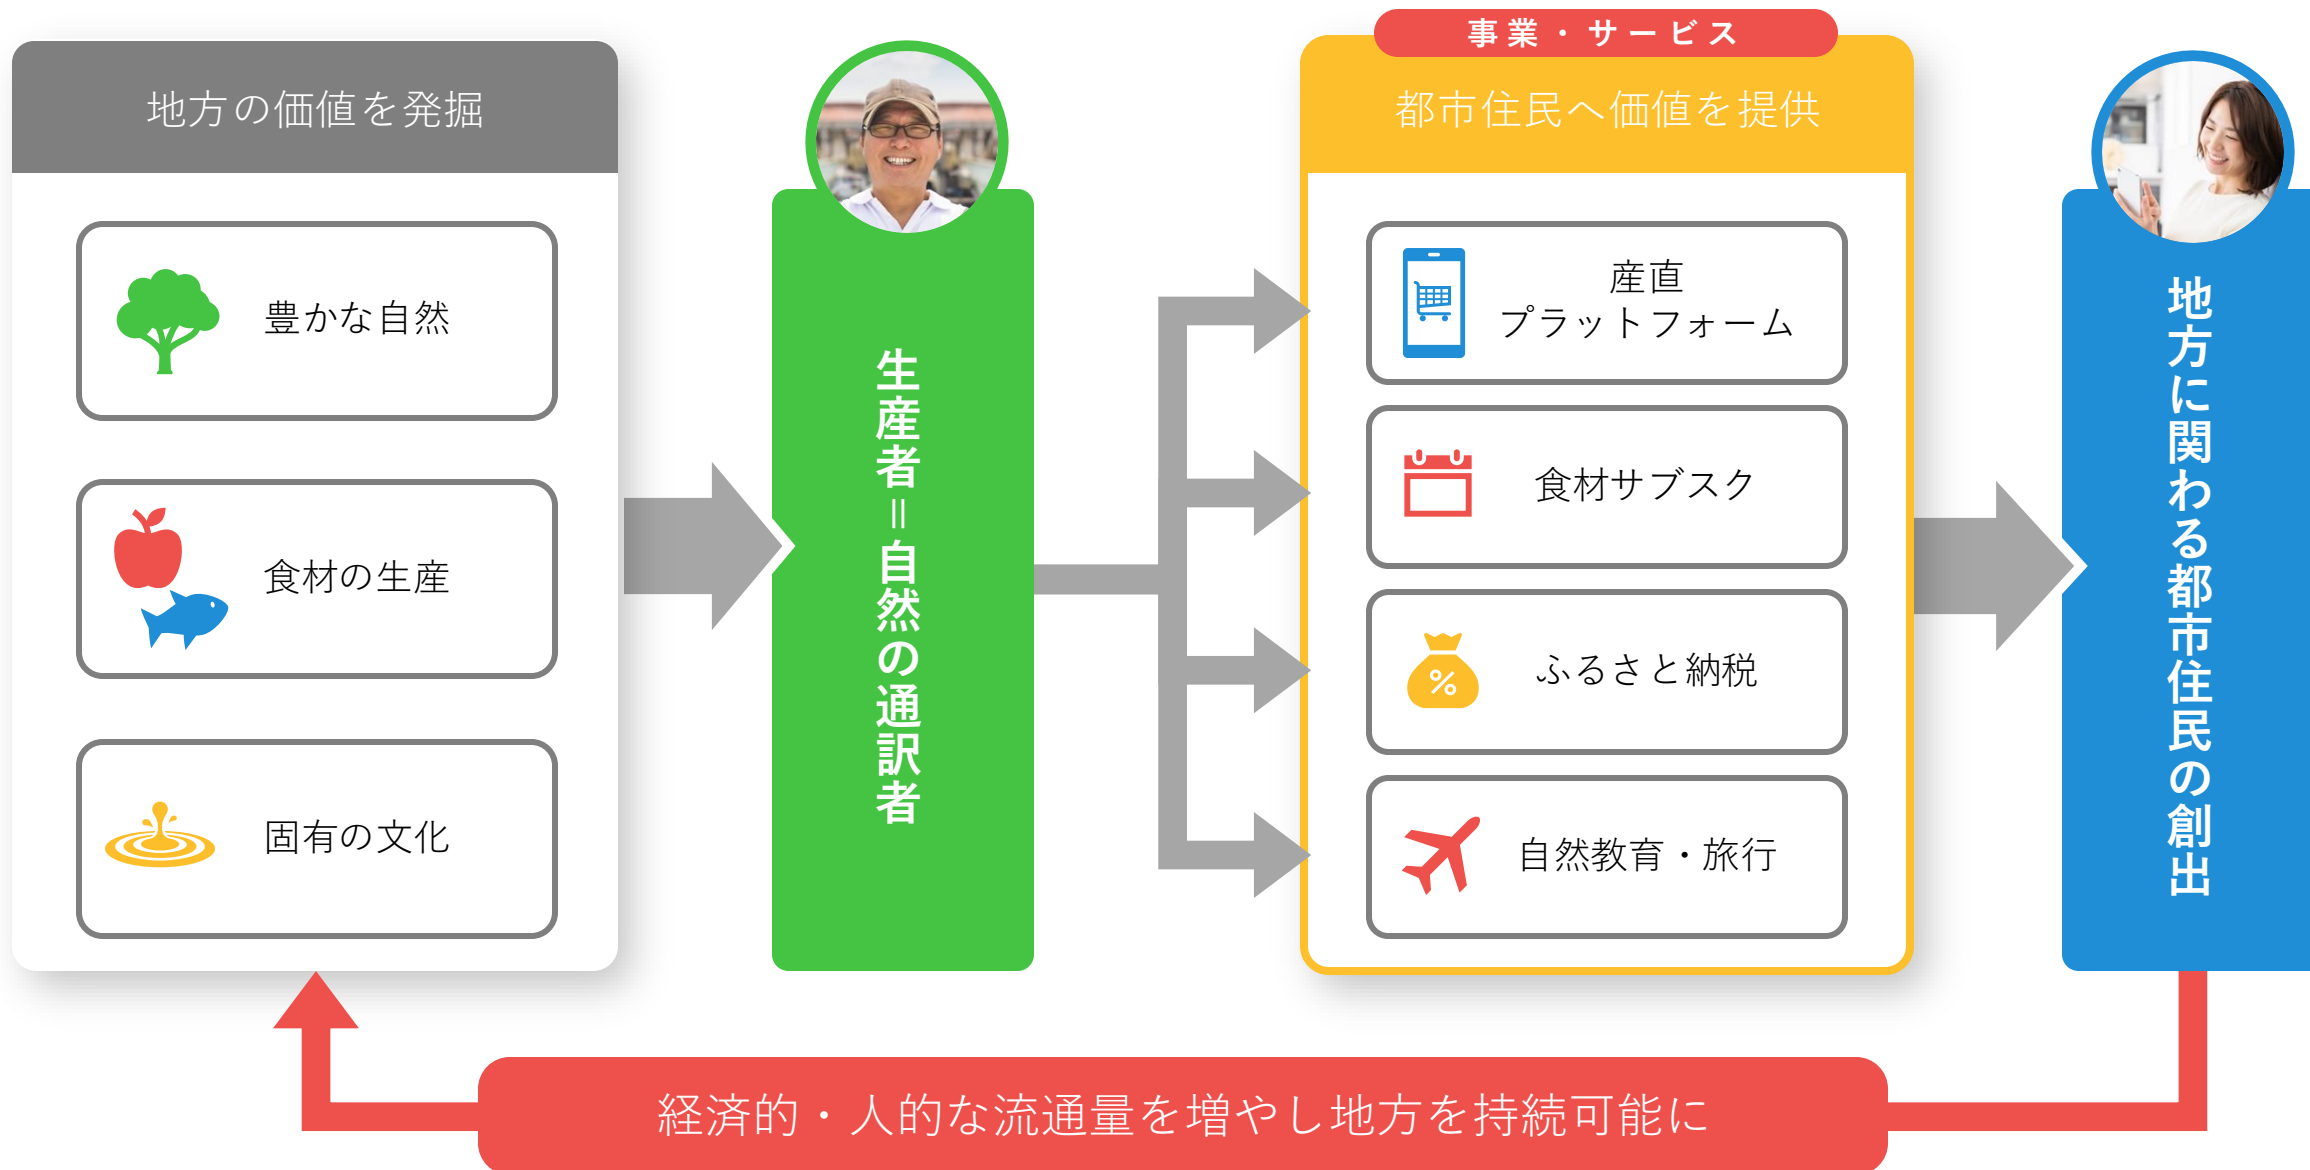 地方の価値を発掘
豊かな自然
食材の生産
固有の文化
生産者＝自然の通訳者
事業・サービス
都市住民へ価値を提供
産直
プラットフォーム
食材サブスク
ふるさと納税
%
自然教育・旅行
地方に関わる都市住民の創出
経済的・人的な流通量を増やし地方を持続可能に